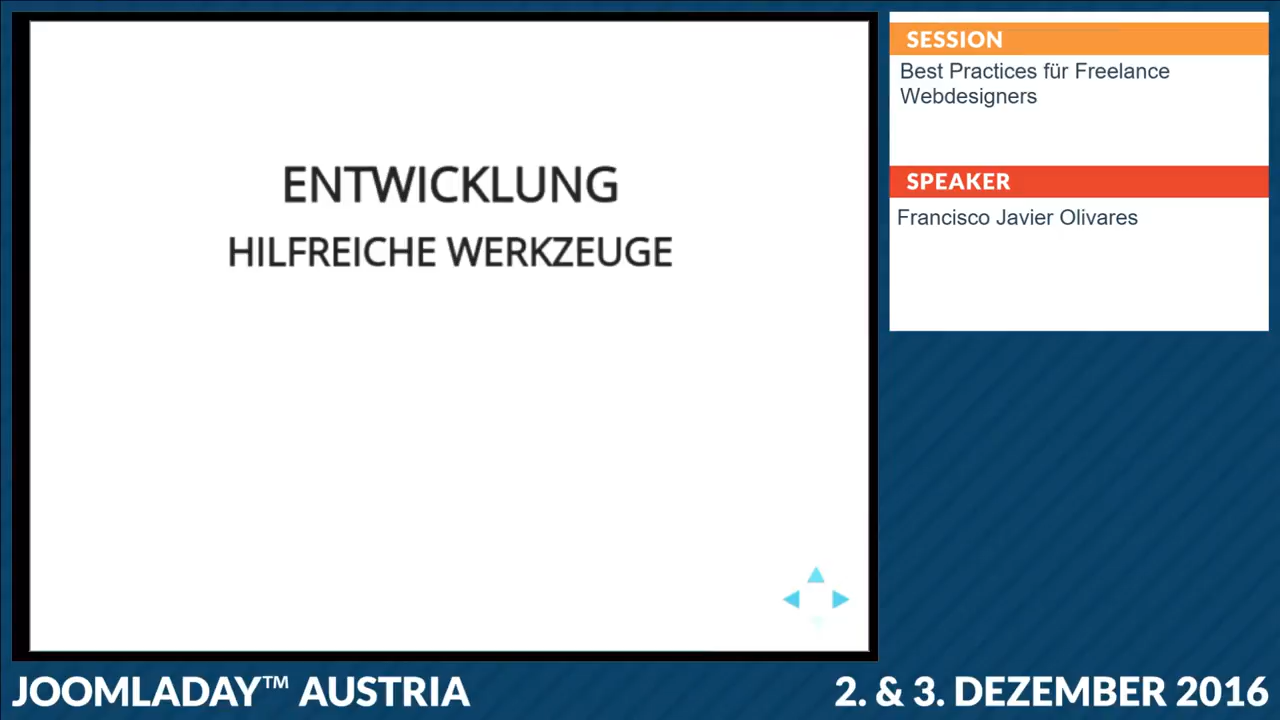 ENTWICKLUNG
HILFREICHE WERKZEUGE
SESSION
Best Practices für Freelance
Webdesigners
SPEAKER
Francisco Javier Olivares
JOOMLADAY™ AUSTRIA
2. & 3. DEZEMBER 2016